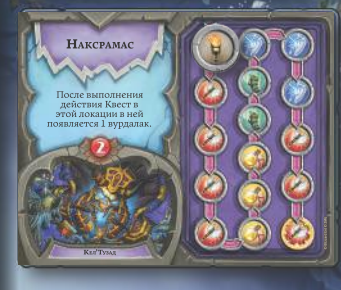 Наксрамас
После выполнения
действия Квест в
этой локации в ней
появляется 1 вурдалак.
2
Кел'Тузад